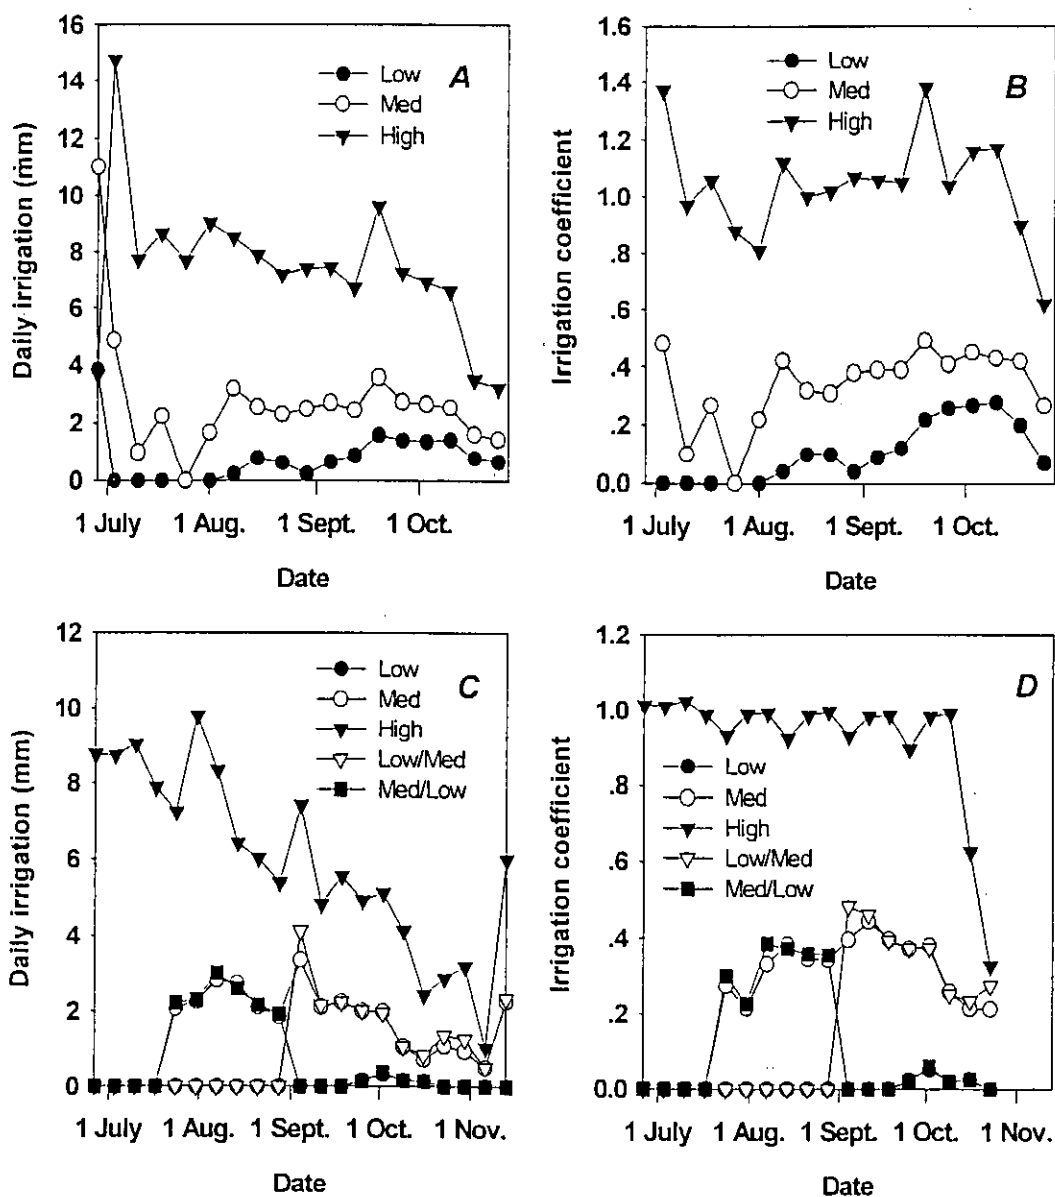 A
Daily irrigation (mm)
16
14
12
10
8
6
4
2
0
Low
Med
High
1 July 1 Aug. 1 Sept. 1 Oct.
Date
B
Irrigation coefficient
1.6
1.4
1.2
1.0
.8
.6
.4
.2
0.0
Low
Med
High
1 July 1 Aug. 1 Sept. 1 Oct.
Date
C
Daily irrigation (mm)
12
10
8
6
4
2
0
Low
Med
High
Low/Med
Med/Low
1 July 1 Aug. 1 Sept. 1 Oct. 1 Nov.
Date
D
Irrigation coefficient
1.2
1.0
.8
.6
.4
.2
0.0
Low
Med
High
Low/Med
Med/Low
1 July 1 Aug. 1 Sept. 1 Oct. 1 Nov.
Date